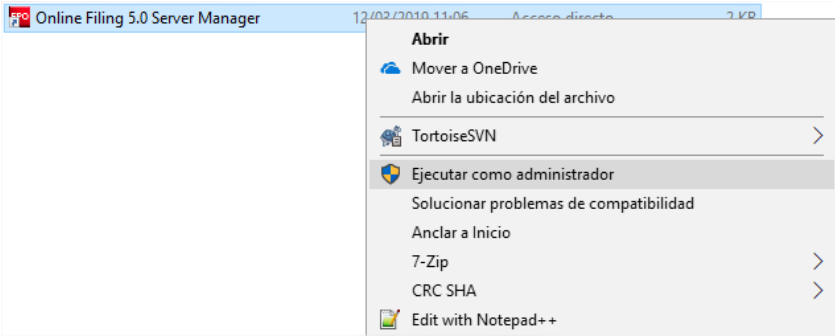 EPO Online Filing 5.0 Server Manager 12/03/2019 11:06 Acceso directo 2 KB
Abrir
Mover a OneDrive
Abrir la ubicación del archivo
TortoiseSVN
Ejecutar como administrador
Solucionar problemas de compatibilidad
Anclar a Inicio
7-Zip
CRC SHA
Edit with Notepad++